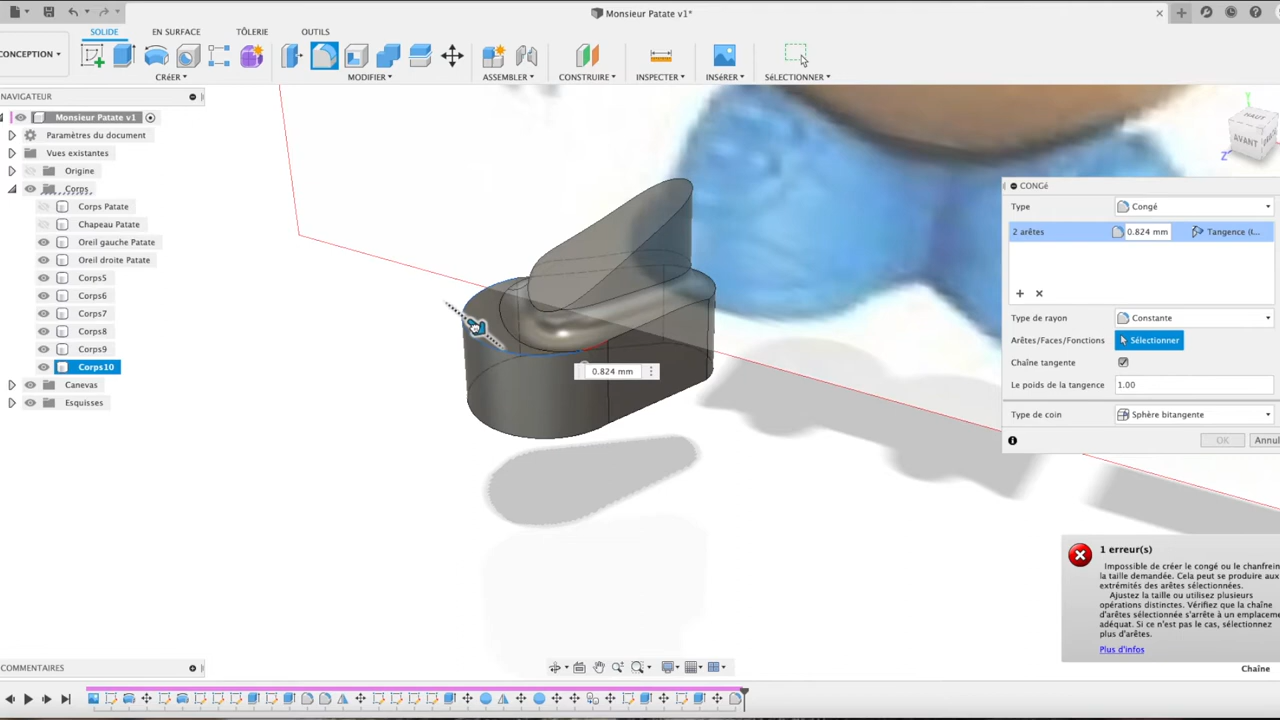 Monsieur Patate v1*
SOLIDE
EN SURFACE
TÔLERIE
OUTILS
CONCEPTION
CRÉER
MODIFIER
ASSEMBLER
CONSTRUIRE
INSPECTER
INSÉRER
SÉLECTIONNER
NAVIGATEUR
Monsieur Patate v1
Paramètres du document
Vues existantes
Origine
Corps
Corps Patate
Chapeau Patate
Oreil gauche Patate
Oreil droite Patate
Corps5
Corps6
Corps7
Corps8
Corps9
Corps10
Canevas
Esquisses
HAUT
AVANT
Y
Z
0.824 mm
CONGé
Type
Congé
2 arêtes
0.824 mm
Tangence (I...
Type de rayon
Constante
Arêtes/Faces/Fonctions
Sélectionner
Chaîne tangente
Le poids de la tangence
1.00
Type de coin
Sphère bitangente
OK
Annul
1 erreur(s)
Impossible de créer le congé ou le chanfrein
la taille demandée. Cela peut se produire aux
extrémités des arêtes sélectionnées.
Ajustez la taille ou utilisez plusieurs
opérations distinctes. Vérifiez que la chaîne
d'arêtes sélectionnée s'arrête à un emplaceme
adéquat. Si ce n'est pas le cas, sélectionnez
plus d'arêtes.
Plus d'infos
Chaîne
COMMENTAIRES